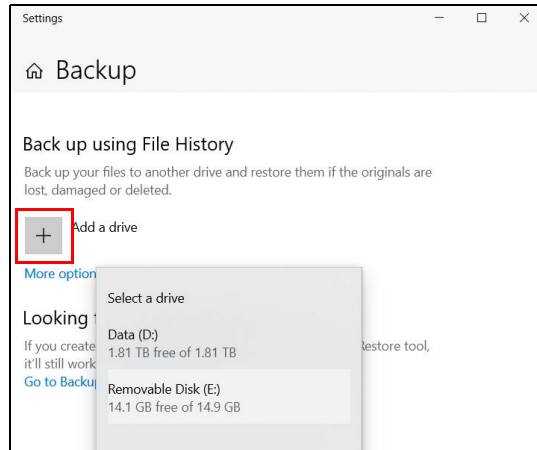 Settings
Backup
Back up using File History
Back up your files to another drive and restore them if the originals are
lost, damaged or deleted.
Add a drive
More option
Select a drive
Looking
Data (D:)
If you create
Restore tool,
1.81 TB free of 1.81 TB
it'll still work
Go to Backu
Removable Disk (E:)
14.1 GB free of 14.9 GB